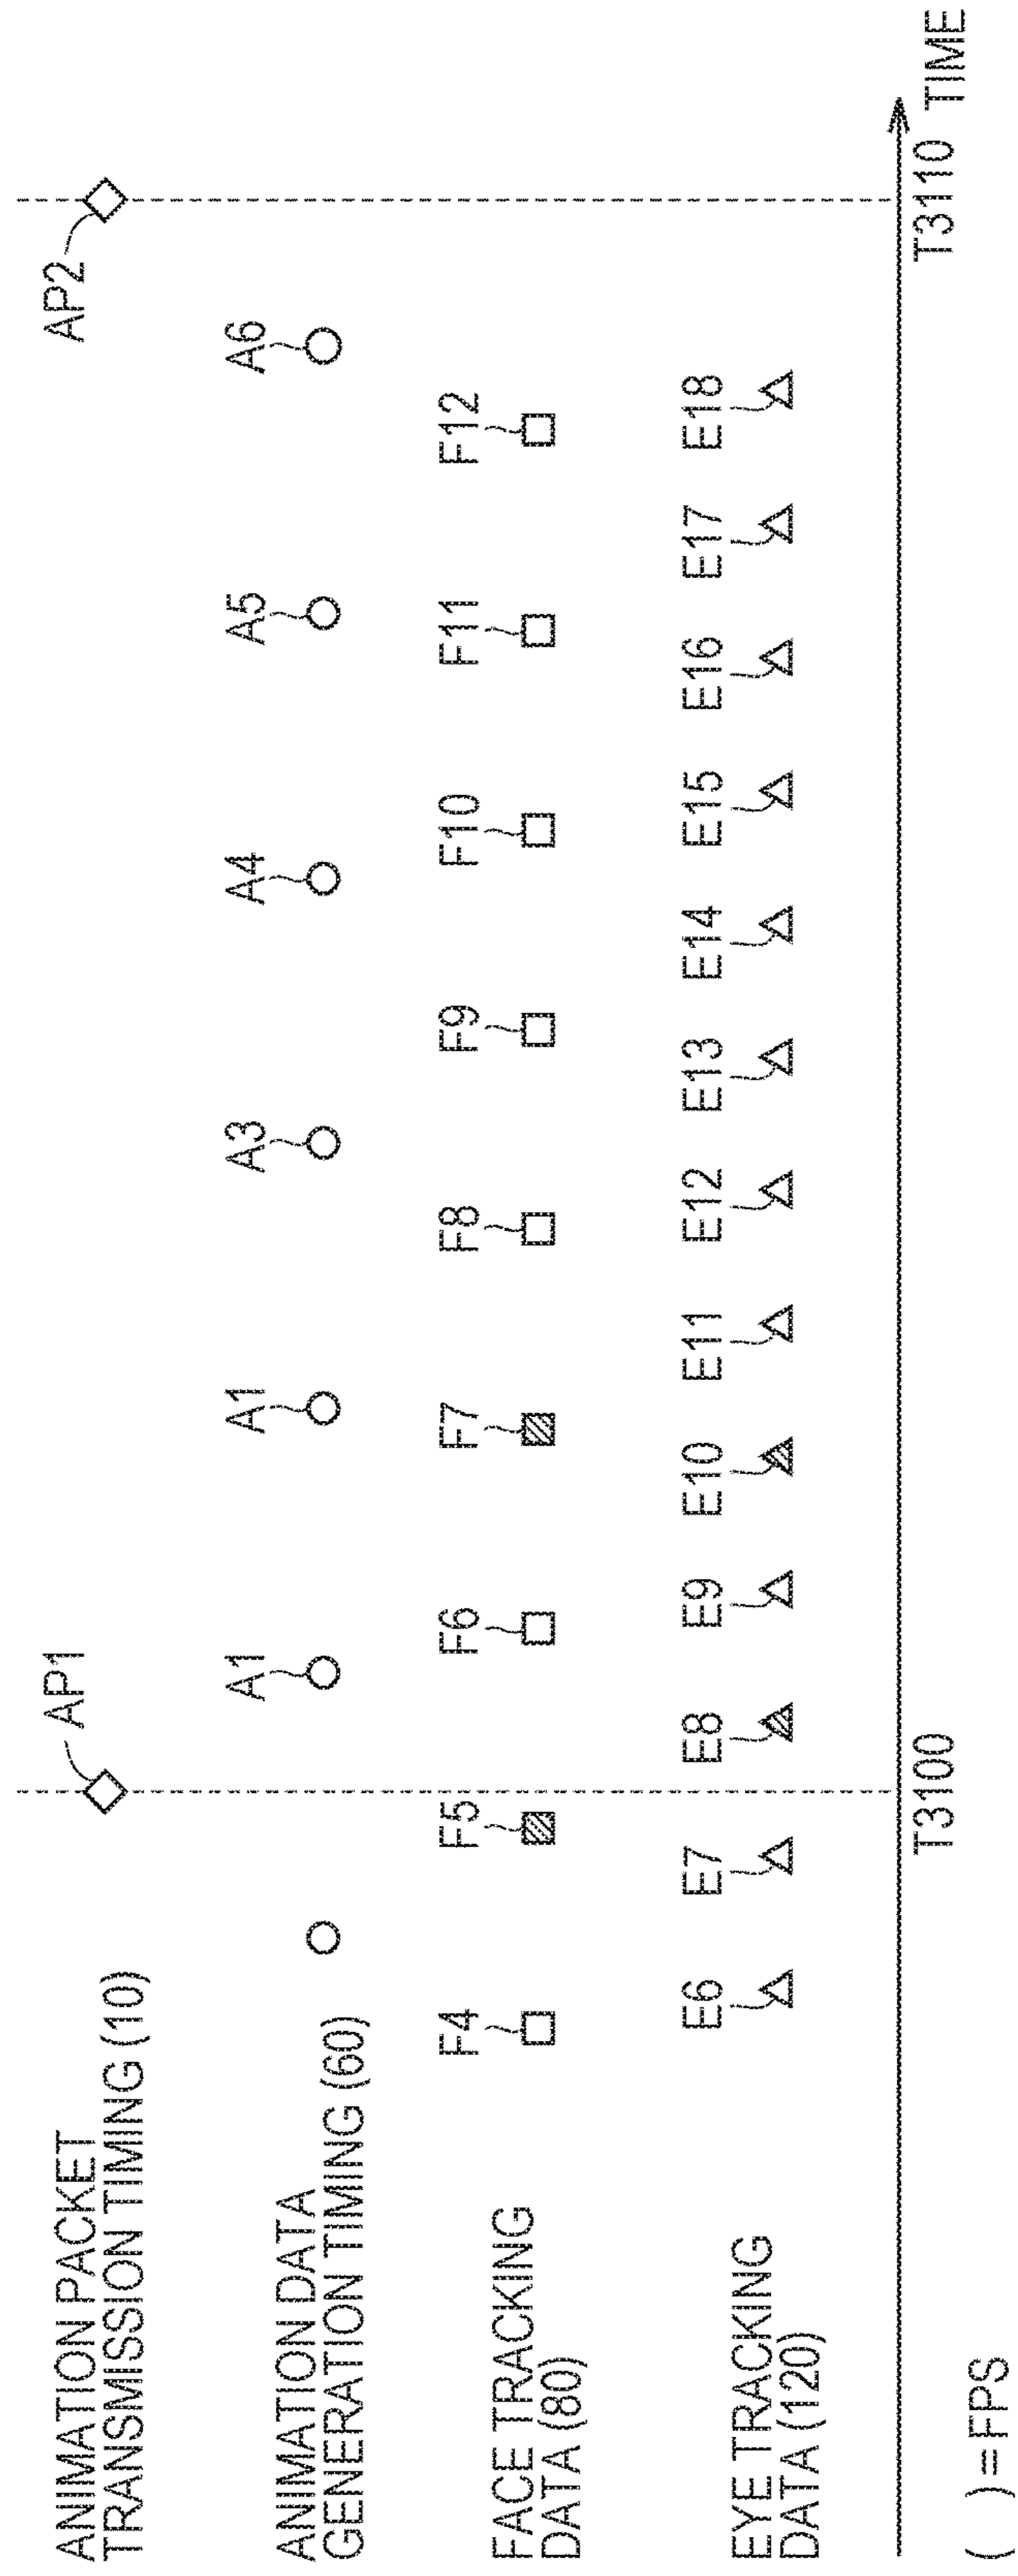 ANIMATION PACKET
TRANSMISSION TIMING (10)
AP1
AP2
ANIMATION DATA
GENERATION TIMING (60)
A1
A1
A3
A4
A5
A6
FACE TRACKING
DATA (80)
F4
F5
F6
F7
F8
F9
F10
F11
F12
EYE TRACKING
DATA (120)
E6
E7
E8
E9
E10
E11
E12
E13
E14
E15
E16
E17
E18
T3100
T3110
TIME
( ) = FPS